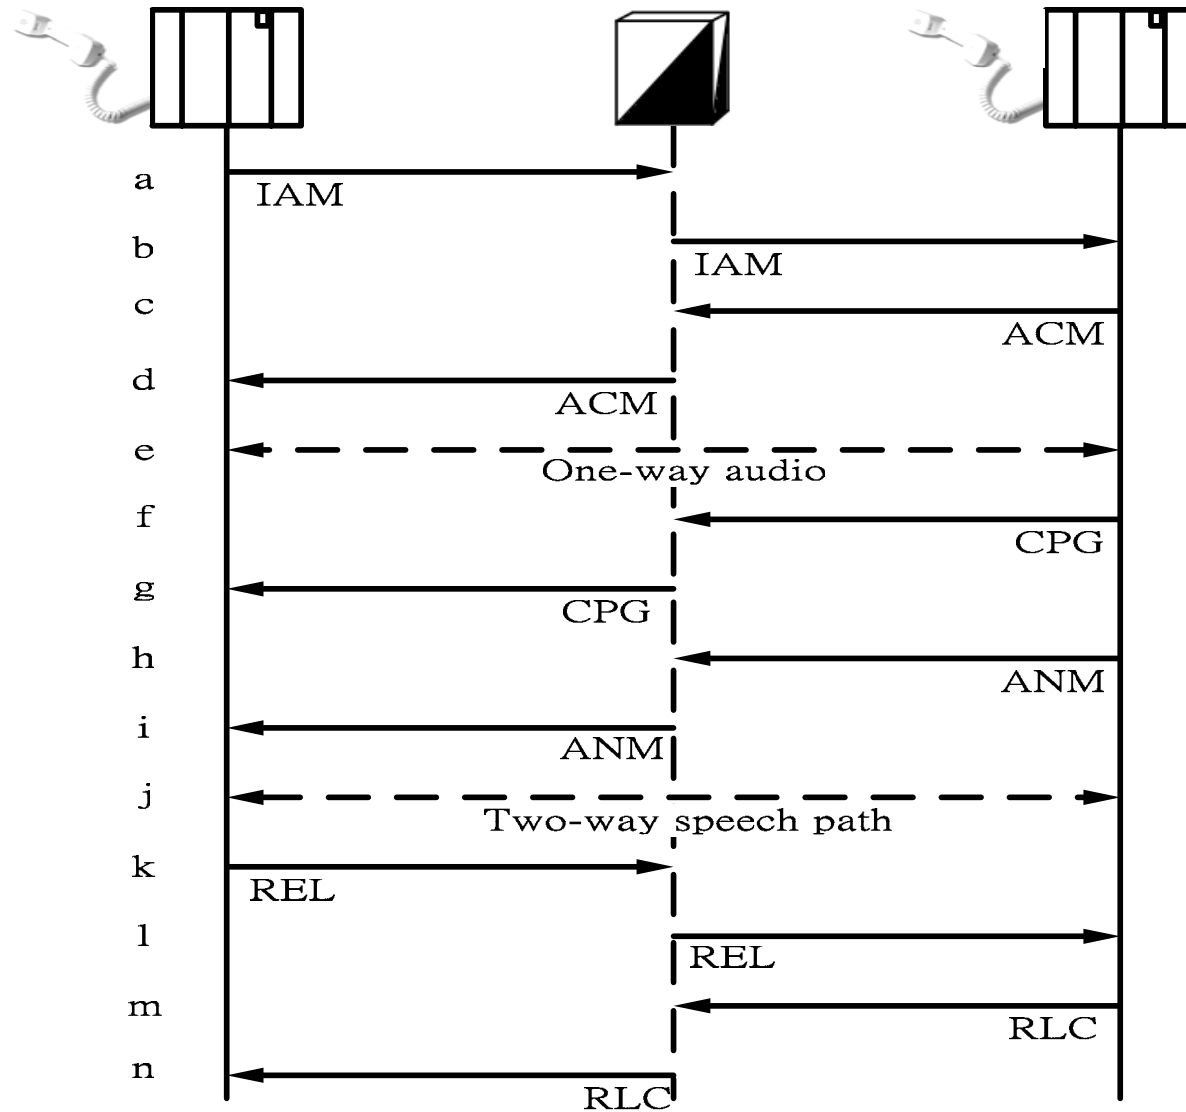 a
IAM
b
IAM
c
ACM
d
ACM
e
One-way audio
f
CPG
g
CPG
h
ANM
i
ANM
j
Two-way speech path
k
REL
l
REL
m
RLC
n
RLC